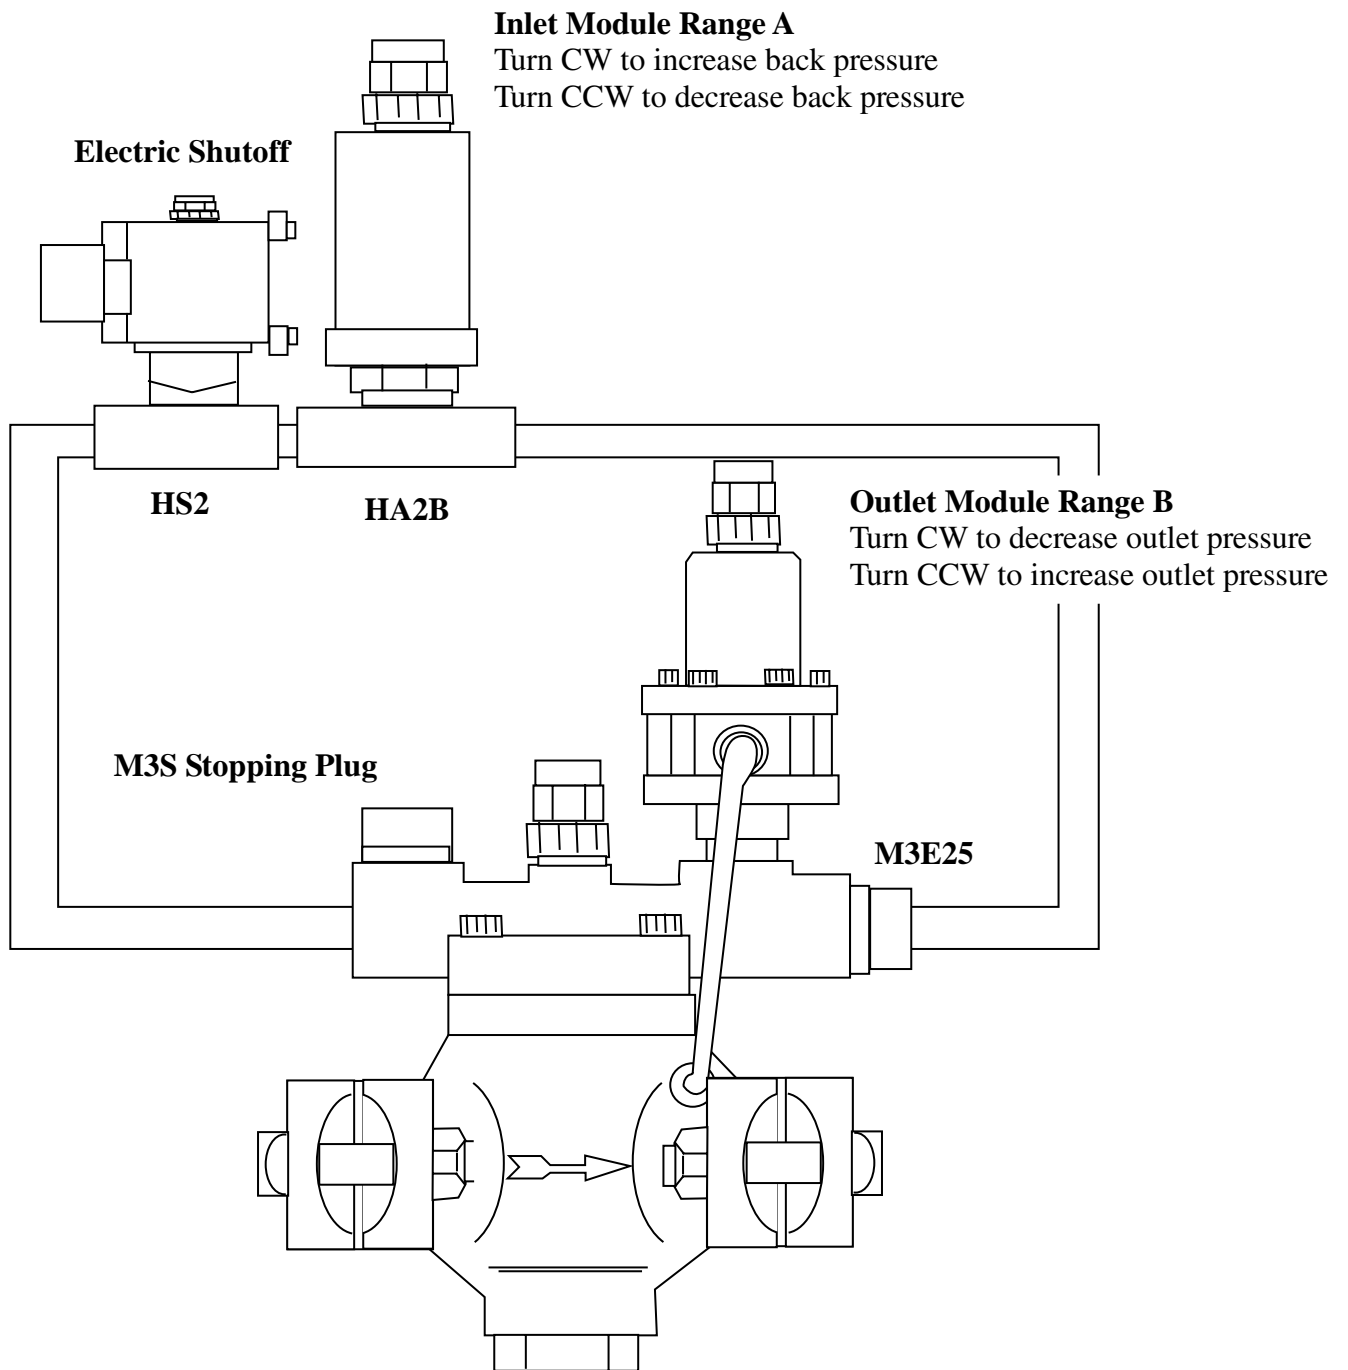 Inlet Module Range A
Turn CW to increase back pressure
Turn CCW to decrease back pressure
Electric Shutoff
HS2
HA2B
Outlet Module Range B
Turn CW to decrease outlet pressure
Turn CCW to increase outlet pressure
M3S Stopping Plug
M3E25